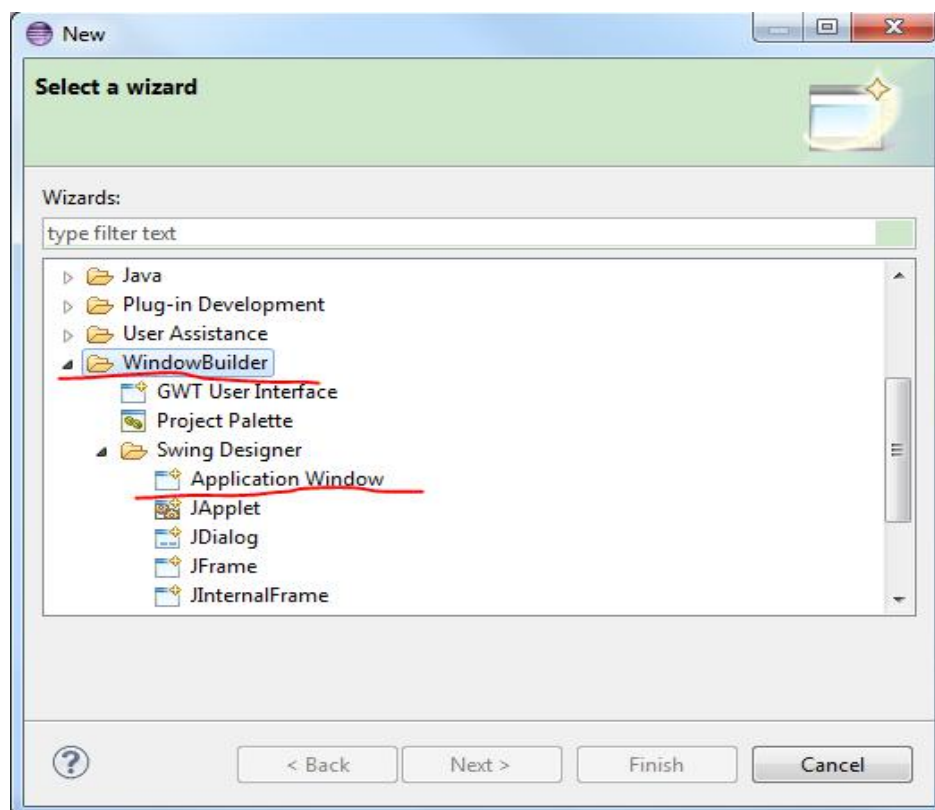 New
Select a wizard
Wizards:
type filter text
Java
Plug-in Development
User Assistance
WindowBuilder
GWT User Interface
Project Palette
Swing Designer
Application Window
JApplet
JDialog
JFrame
JInternalFrame
? < Back Next > Finish Cancel